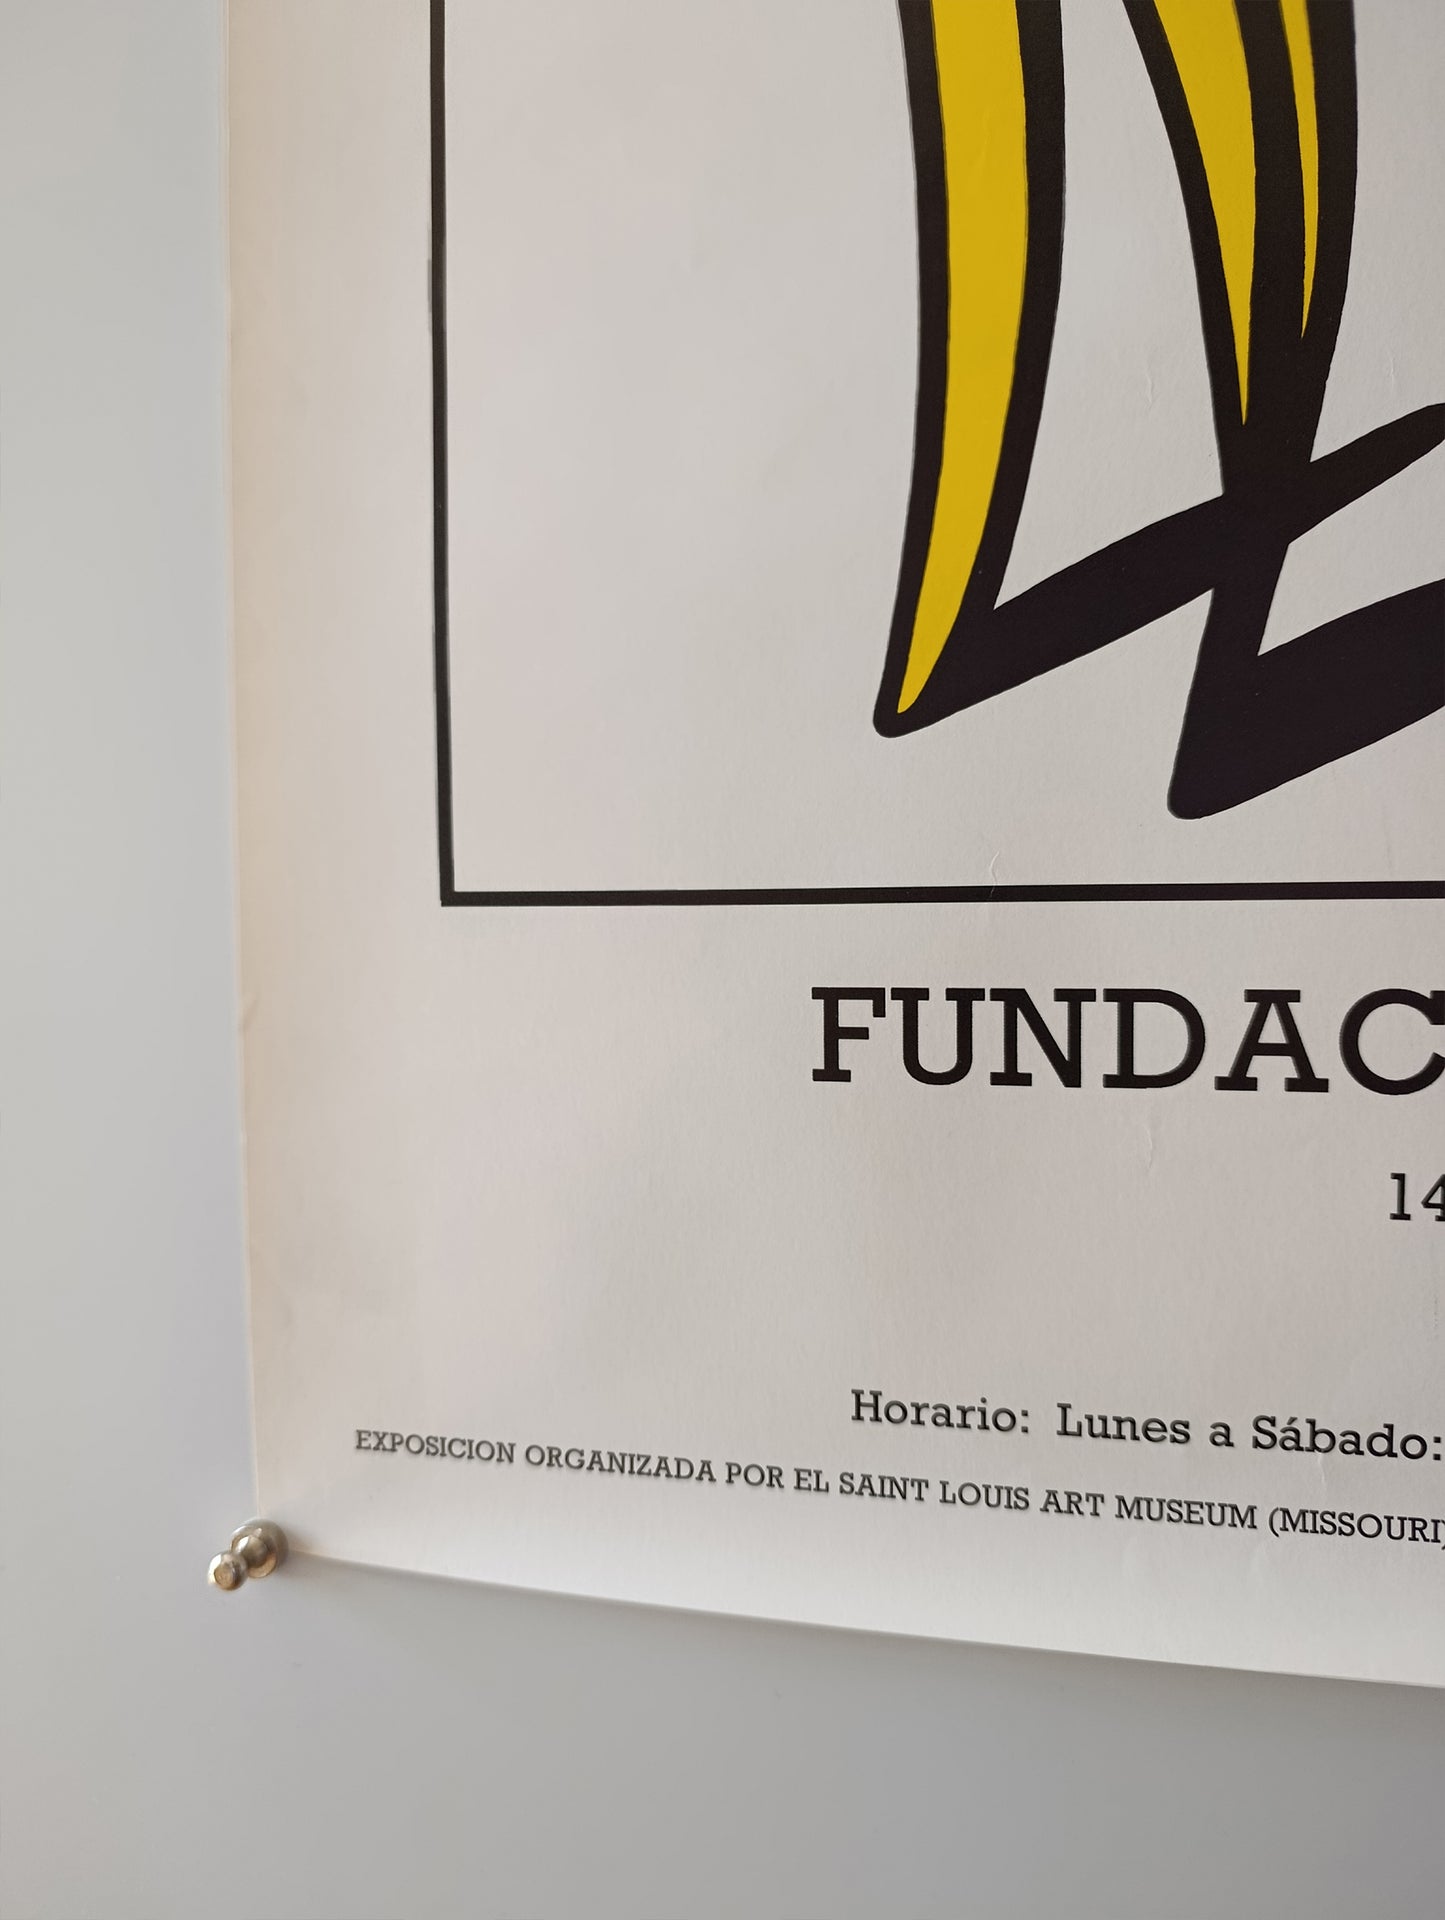 FUNDAC
14
Horario: Lunes a Sábado:
EXPOSICION ORGANIZADA POR EL SAINT LOUIS ART MUSEUM (MISSOURI)